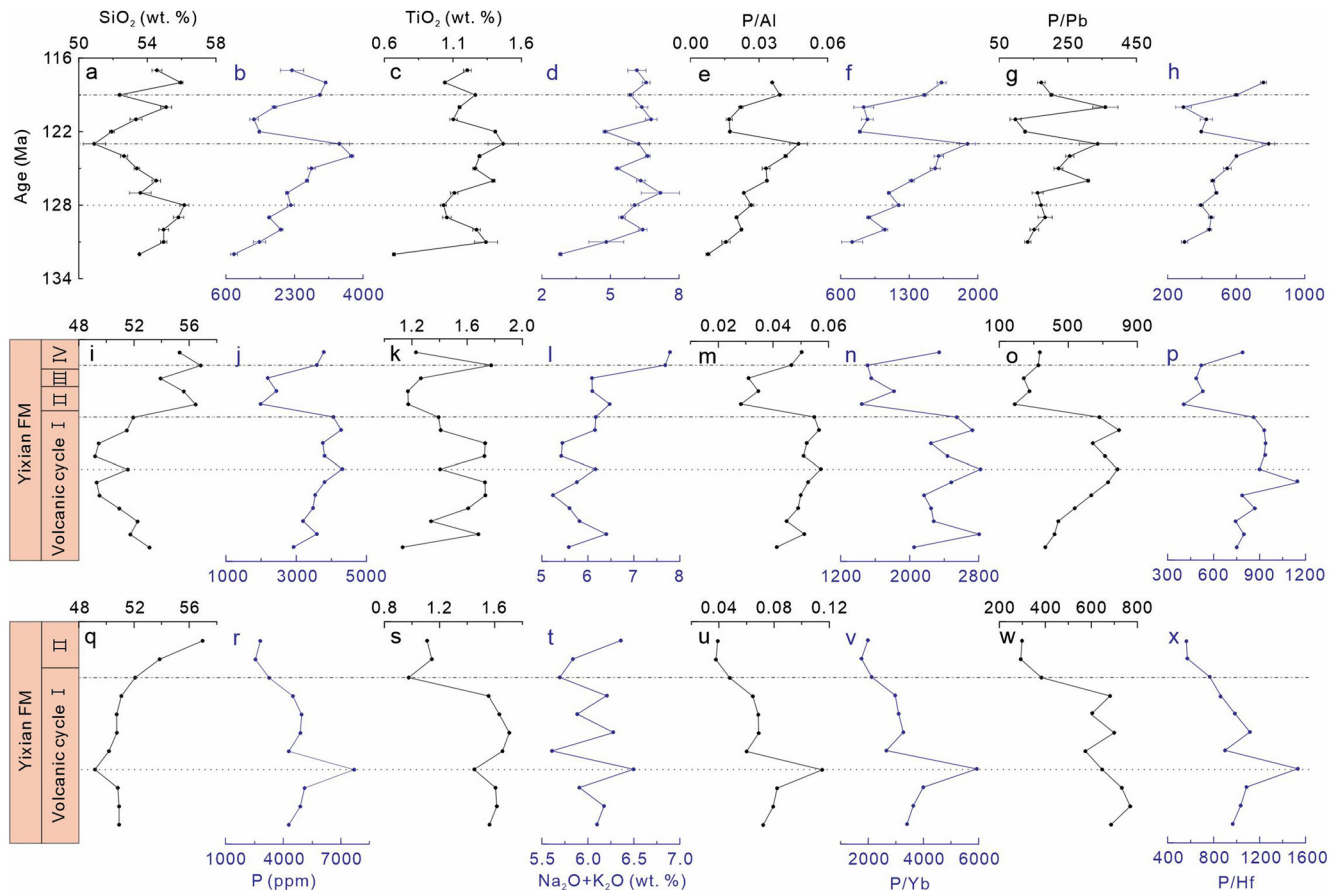 SiO₂ (wt. %) TiO₂ (wt. %) P/Al P/Pb
50 54 58 0.6 1.1 1.6 0.00 0.03 0.06 50 250 450
a b c d e f g h
116
122
128
134
Age (Ma)
600 2300 4000 2 5 8 600 1300 2000 200 600 1000
48 52 56 1.2 1.6 2.0 0.02 0.04 0.06 100 500 900
i j k l m n o p
Yixian FM
Volcanic cycle I II III IV
1000 3000 5000 5 6 7 8 1200 2000 2800 300 600 900 1200
48 52 56 0.8 1.2 1.6 0.04 0.08 0.12 200 400 600 800
q r s t u v w x
Yixian FM
Volcanic cycle I II
1000 4000 7000 5.5 6.0 6.5 7.0 2000 4000 6000 400 800 1200 1600
P (ppm) Na₂O+K₂O (wt. %) P/Yb P/Hf